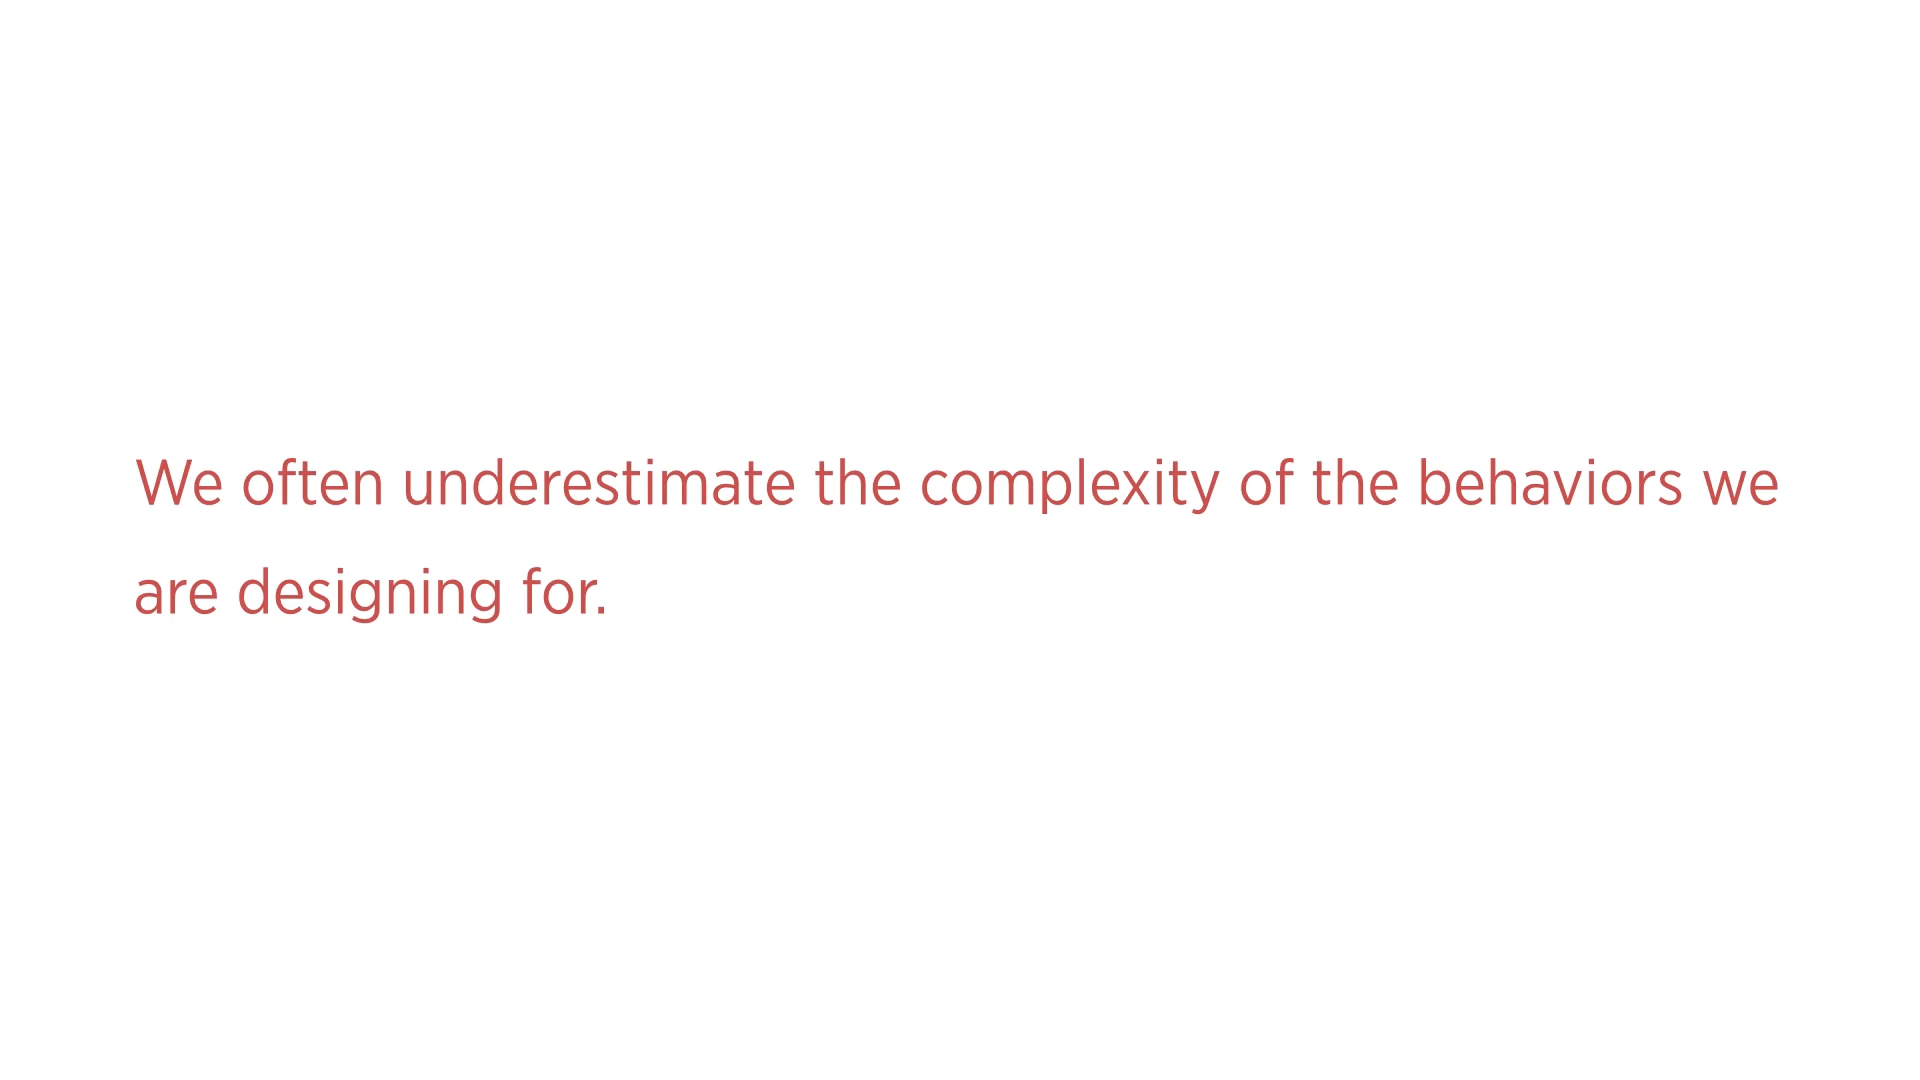 We often underestimate the complexity of the behaviors we
are designing for.